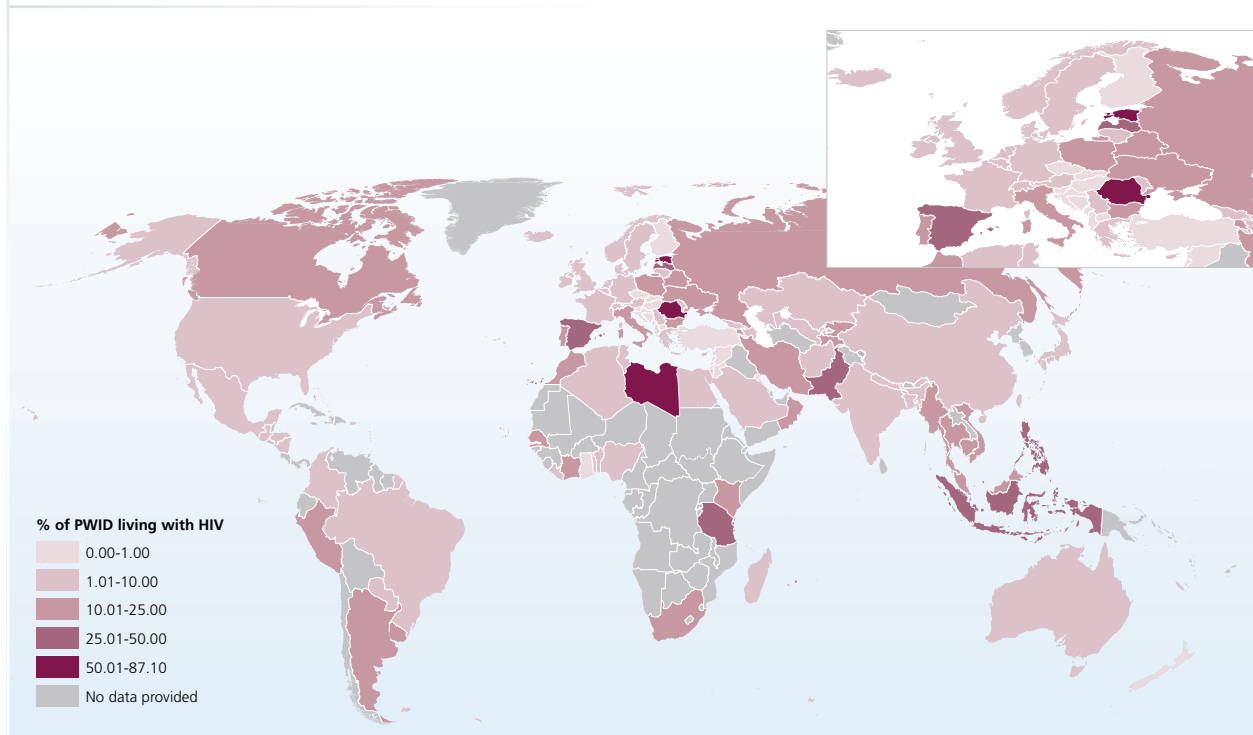 % of PWID living with HIV
0.00-1.00
1.01-10.00
10.01-25.00
25.01-50.00
50.01-87.10
No data provided